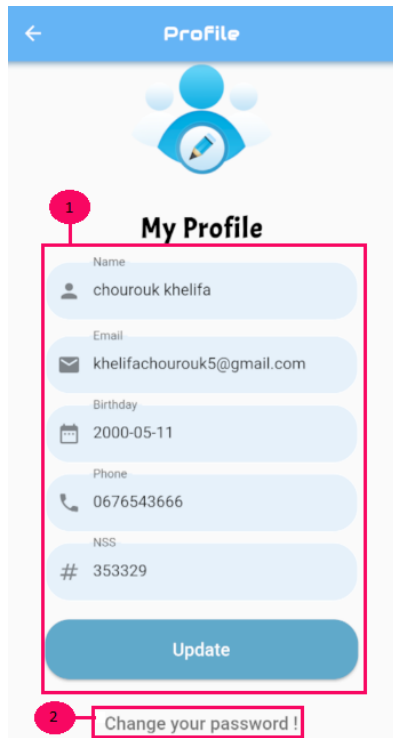 Profile
1
My Profile
Name
chourouk khelifa
Email
khelifachourouk5@gmail.com
Birthday
2000-05-11
Phone
0676543666
NSS
# 353329
Update
2
Change your password !